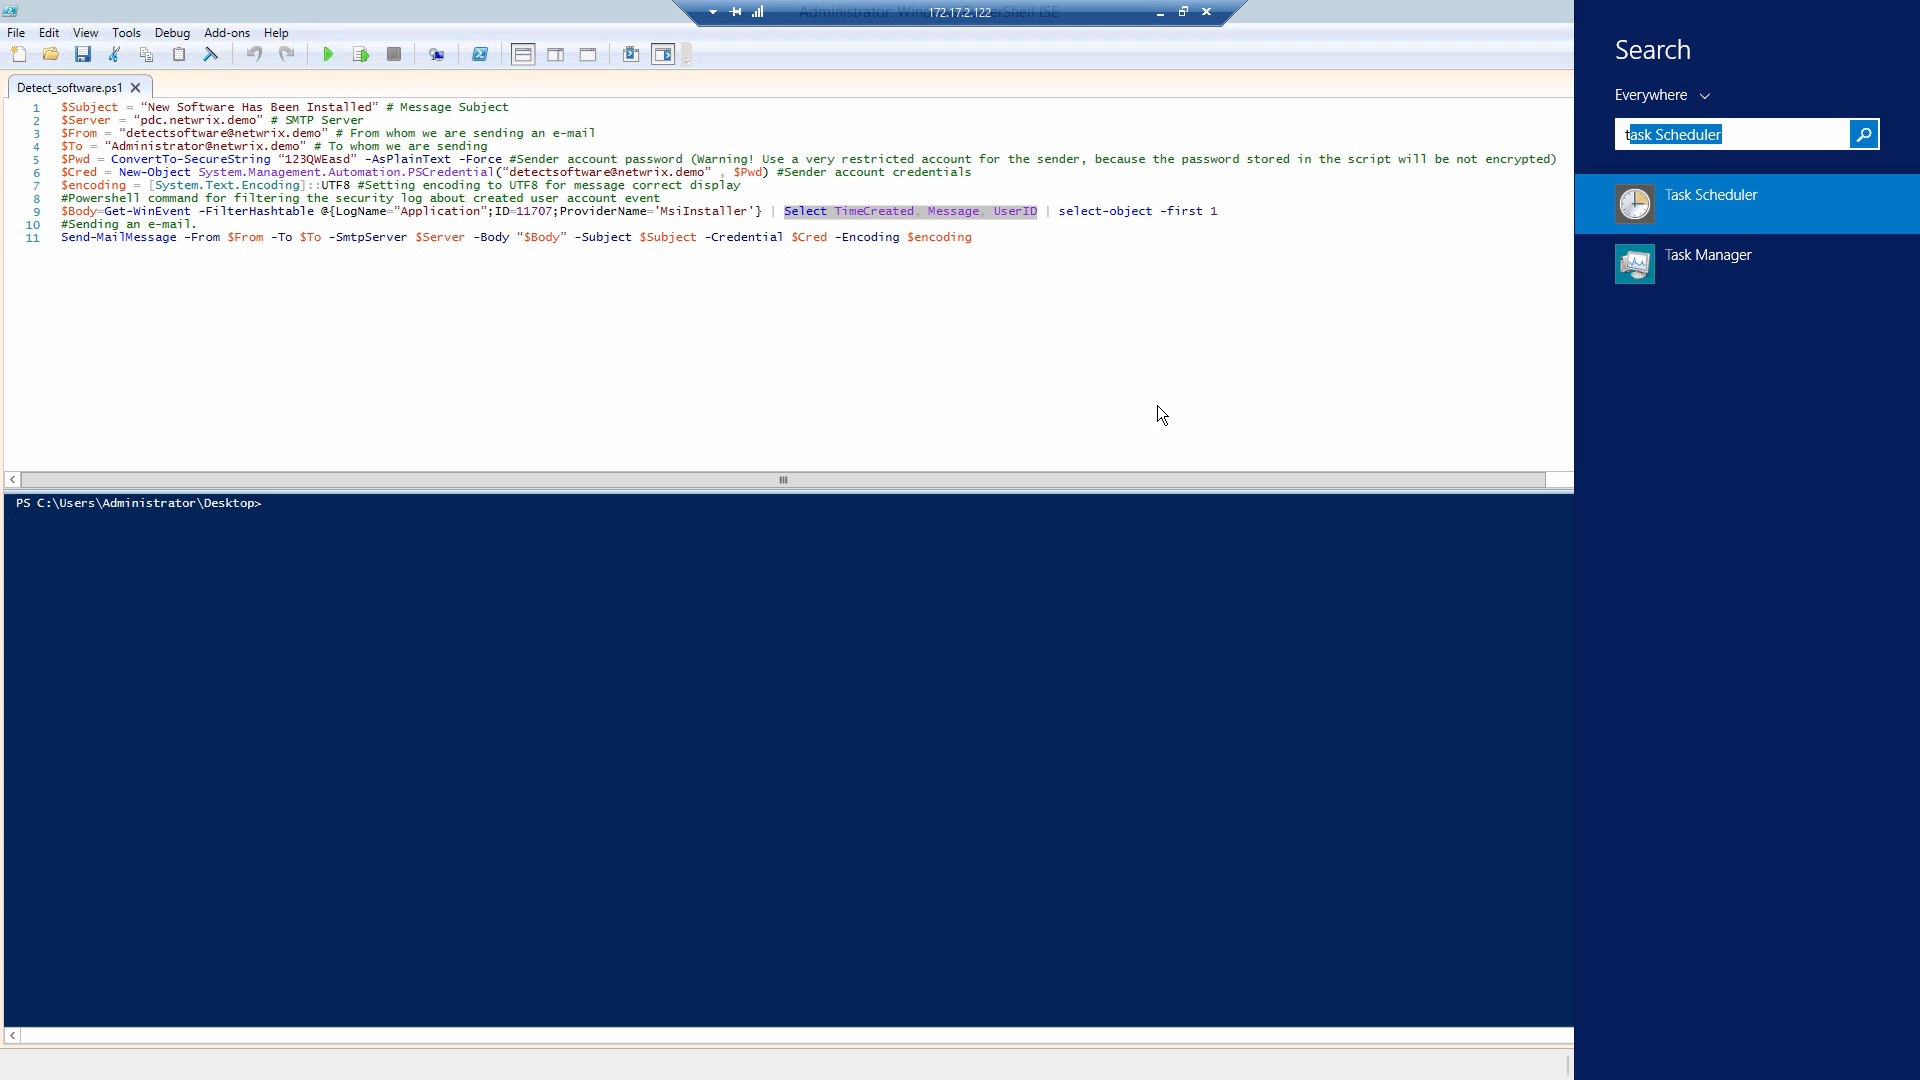 Administrator: Wind
172.17.2.122
erShell ISE
File Edit View Tools Debug Add-ons Help
Detect_software.ps1
1 $Subject = “New Software Has Been Installed” # Message Subject
2 $Server = “pdc.netwrix.demo” # SMTP Server
3 $From = “detectsoftware@netwrix.demo” # From whom we are sending an e-mail
4 $To = “Administrator@netwrix.demo” # To whom we are sending
5 $Pwd = ConvertTo-SecureString “123QWEasd” -AsPlainText -Force #Sender account password (Warning! Use a very restricted account for the sender, because the password stored in the script will be not encrypted)
6 $Cred = New-Object System.Management.Automation.PSCredential(“detectsoftware@netwrix.demo” , $Pwd) #Sender account credentials
7 $encoding = [System.Text.Encoding]::UTF8 #Setting encoding to UTF8 for message correct display
8 #Powershell command for filtering the security log about created user account event
9 $Body=Get-WinEvent -FilterHashtable @{LogName="Application";ID=11707;ProviderName='MsiInstaller'} | Select TimeCreated, Message, UserID | select-object -first 1
10 #Sending an e-mail.
11 Send-MailMessage -From $From -To $To -SmtpServer $Server -Body “$Body” -Subject $Subject -Credential $Cred -Encoding $encoding
PS C:\Users\Administrator\Desktop>
Search
Everywhere
task Scheduler
Task Scheduler
Task Manager